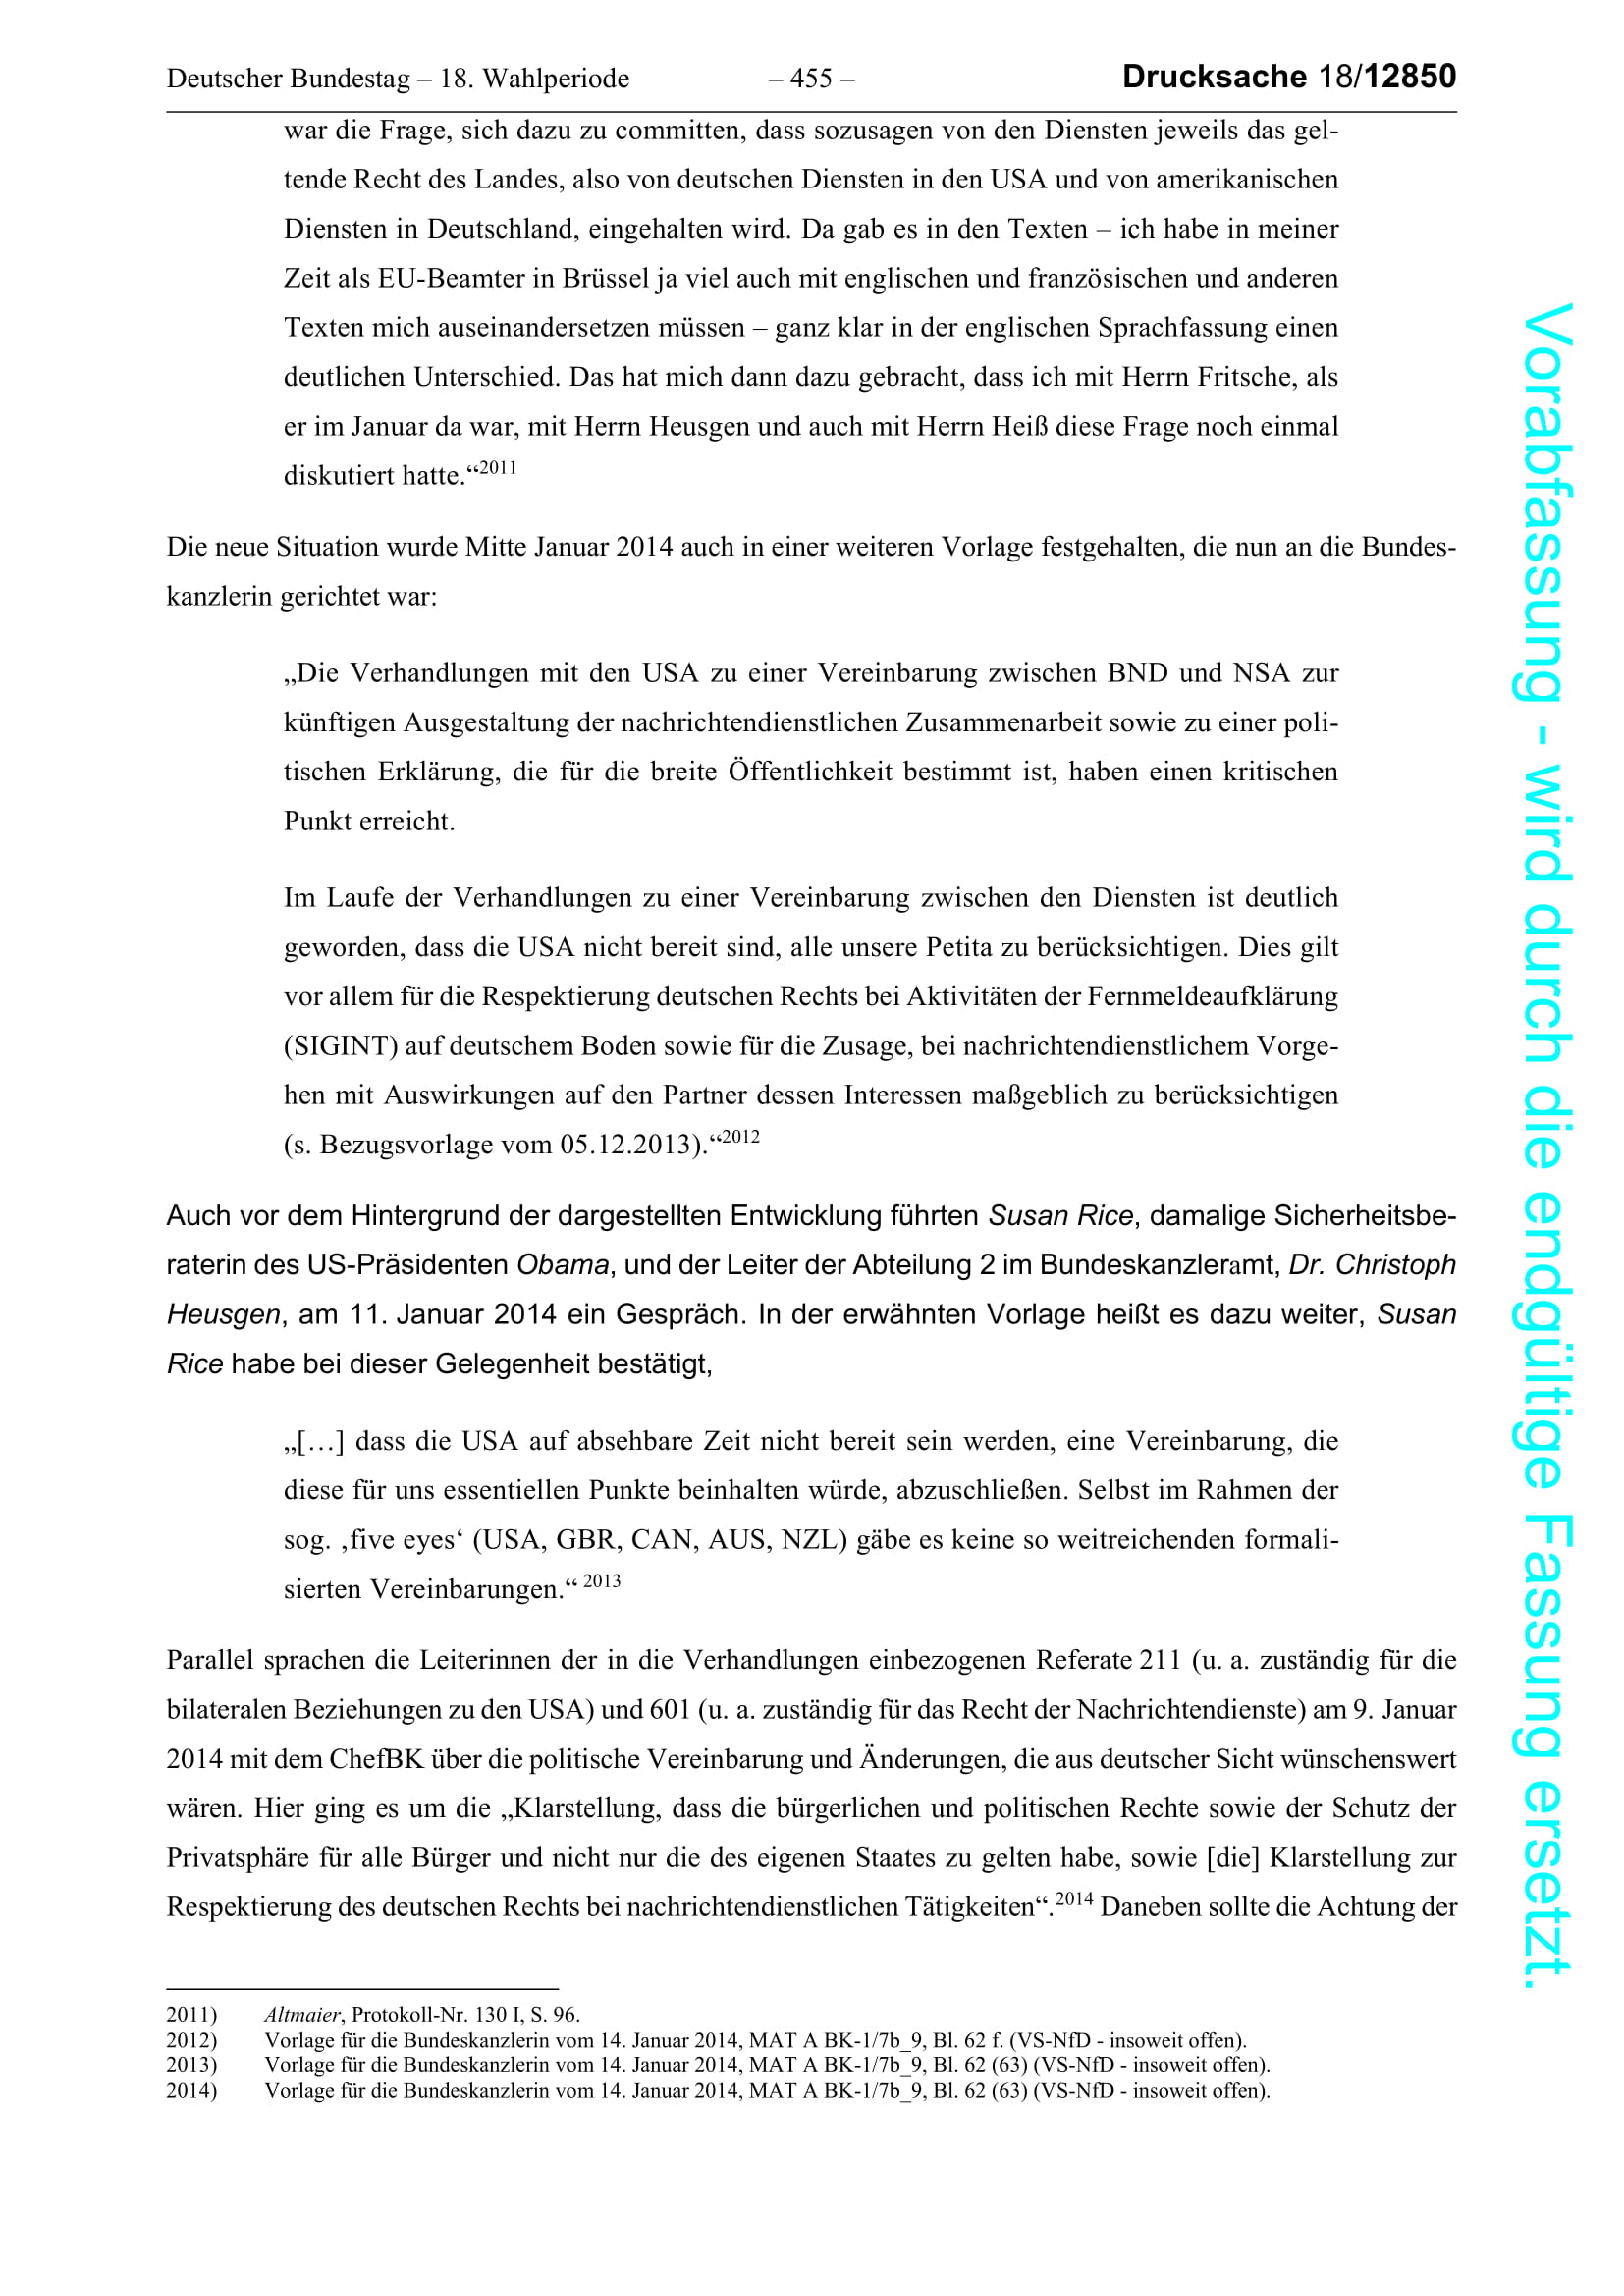 Deutscher Bundestag – 18. Wahlperiode – 455 – Drucksache 18/12850
war die Frage, sich dazu zu committen, dass sozusagen von den Diensten jeweils das gel-
tende Recht des Landes, also von deutschen Diensten in den USA und von amerikanischen
Diensten in Deutschland, eingehalten wird. Da gab es in den Texten – ich habe in meiner
Zeit als EU-Beamter in Brüssel ja viel auch mit englischen und französischen und anderen
Texten mich auseinandersetzen müssen – ganz klar in der englischen Sprachfassung einen
deutlichen Unterschied. Das hat mich dann dazu gebracht, dass ich mit Herrn Fritsche, als
er im Januar da war, mit Herrn Heusgen und auch mit Herrn Heiß diese Frage noch einmal
diskutiert hatte.“2011
Die neue Situation wurde Mitte Januar 2014 auch in einer weiteren Vorlage festgehalten, die nun an die Bundes-
kanzlerin gerichtet war:
„Die Verhandlungen mit den USA zu einer Vereinbarung zwischen BND und NSA zur
künftigen Ausgestaltung der nachrichtendienstlichen Zusammenarbeit sowie zu einer poli-
tischen Erklärung, die für die breite Öffentlichkeit bestimmt ist, haben einen kritischen
Punkt erreicht.
Im Laufe der Verhandlungen zu einer Vereinbarung zwischen den Diensten ist deutlich
geworden, dass die USA nicht bereit sind, alle unsere Petita zu berücksichtigen. Dies gilt
vor allem für die Respektierung deutschen Rechts bei Aktivitäten der Fernmeldeaufklärung
(SIGINT) auf deutschem Boden sowie für die Zusage, bei nachrichtendienstlichem Vorge-
hen mit Auswirkungen auf den Partner dessen Interessen maßgeblich zu berücksichtigen
(s. Bezugsvorlage vom 05.12.2013).“2012
Auch vor dem Hintergrund der dargestellten Entwicklung führten Susan Rice, damalige Sicherheitsbe-
raterin des US-Präsidenten Obama, und der Leiter der Abteilung 2 im Bundeskanzleramt, Dr. Christoph
Heusgen, am 11. Januar 2014 ein Gespräch. In der erwähnten Vorlage heißt es dazu weiter, Susan
Rice habe bei dieser Gelegenheit bestätigt,
„[…] dass die USA auf absehbare Zeit nicht bereit sein werden, eine Vereinbarung, die
diese für uns essentiellen Punkte beinhalten würde, abzuschließen. Selbst im Rahmen der
sog. ‚five eyes‘ (USA, GBR, CAN, AUS, NZL) gäbe es keine so weitreichenden formali-
sierten Vereinbarungen.“ 2013
Parallel sprachen die Leiterinnen der in die Verhandlungen einbezogenen Referate 211 (u. a. zuständig für die
bilateralen Beziehungen zu den USA) und 601 (u. a. zuständig für das Recht der Nachrichtendienste) am 9. Januar
2014 mit dem ChefBK über die politische Vereinbarung und Änderungen, die aus deutscher Sicht wünschenswert
wären. Hier ging es um die „Klarstellung, dass die bürgerlichen und politischen Rechte sowie der Schutz der
Privatsphäre für alle Bürger und nicht nur die des eigenen Staates zu gelten habe, sowie [die] Klarstellung zur
Respektierung des deutschen Rechts bei nachrichtendienstlichen Tätigkeiten“.2014 Daneben sollte die Achtung der
2011) Altmaier, Protokoll-Nr. 130 I, S. 96.
2012) Vorlage für die Bundeskanzlerin vom 14. Januar 2014, MAT A BK-1/7b_9, Bl. 62 f. (VS-NfD - insoweit offen).
2013) Vorlage für die Bundeskanzlerin vom 14. Januar 2014, MAT A BK-1/7b_9, Bl. 62 (63) (VS-NfD - insoweit offen).
2014) Vorlage für die Bundeskanzlerin vom 14. Januar 2014, MAT A BK-1/7b_9, Bl. 62 (63) (VS-NfD - insoweit offen).
Vorabfassung - wird durch die endgültige Fassung ersetzt.